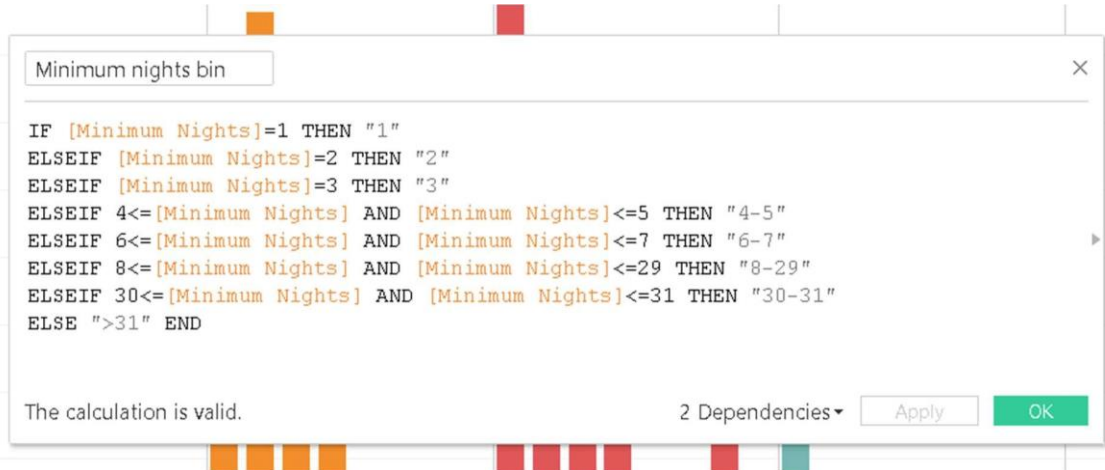 Minimum nights bin
IF [Minimum Nights]=1 THEN "1"
ELSEIF [Minimum Nights]=2 THEN "2"
ELSEIF [Minimum Nights]=3 THEN "3"
ELSEIF 4<=[Minimum Nights] AND [Minimum Nights]<=5 THEN "4-5"
ELSEIF 6<=[Minimum Nights] AND [Minimum Nights]<=7 THEN "6-7"
ELSEIF 8<=[Minimum Nights] AND [Minimum Nights]<=29 THEN "8-29"
ELSEIF 30<=[Minimum Nights] AND [Minimum Nights]<=31 THEN "30-31"
ELSE ">31" END
The calculation is valid. 2 Dependencies Apply OK